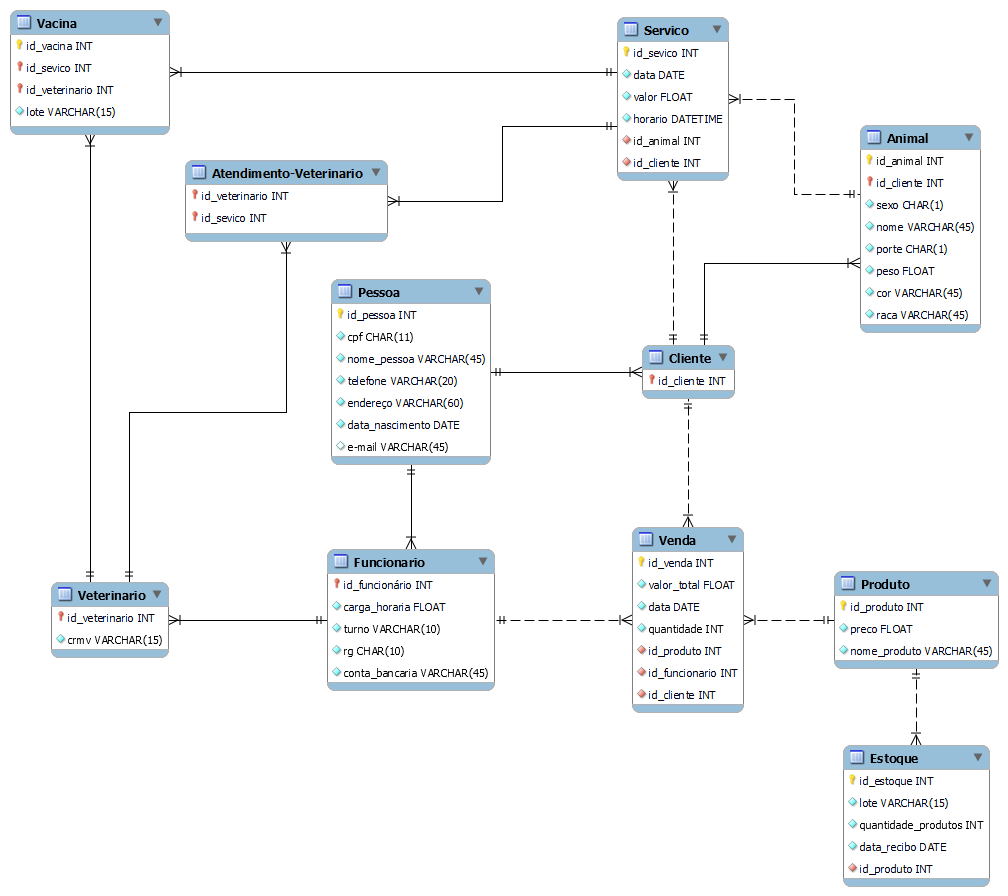 Vacina
id_vacina INT
id_sevico INT
id_veterinario INT
lote VARCHAR(15)
Servico
id_sevico INT
data DATE
valor FLOAT
horario DATETIME
id_animal INT
id_cliente INT
Animal
id_animal INT
id_cliente INT
sexo CHAR(1)
nome VARCHAR(45)
porte CHAR(1)
peso FLOAT
cor VARCHAR(45)
raca VARCHAR(45)
Atendimento-Veterinario
id_veterinario INT
id_sevico INT
Pessoa
id_pessoa INT
cpf CHAR(11)
nome_pessoa VARCHAR(45)
telefone VARCHAR(20)
endereço VARCHAR(60)
data_nascimento DATE
e-mail VARCHAR(45)
Cliente
id_cliente INT
Veterinario
id_veterinario INT
crmv VARCHAR(15)
Funcionario
id_funcionário INT
carga_horaria FLOAT
turno VARCHAR(10)
rg CHAR(10)
conta_bancaria VARCHAR(45)
Venda
id_venda INT
valor_total FLOAT
data DATE
quantidade INT
id_produto INT
id_funcionario INT
id_cliente INT
Produto
id_produto INT
preco FLOAT
nome_produto VARCHAR(45)
Estoque
id_estoque INT
lote VARCHAR(15)
quantidade_produtos INT
data_recibo DATE
id_produto INT